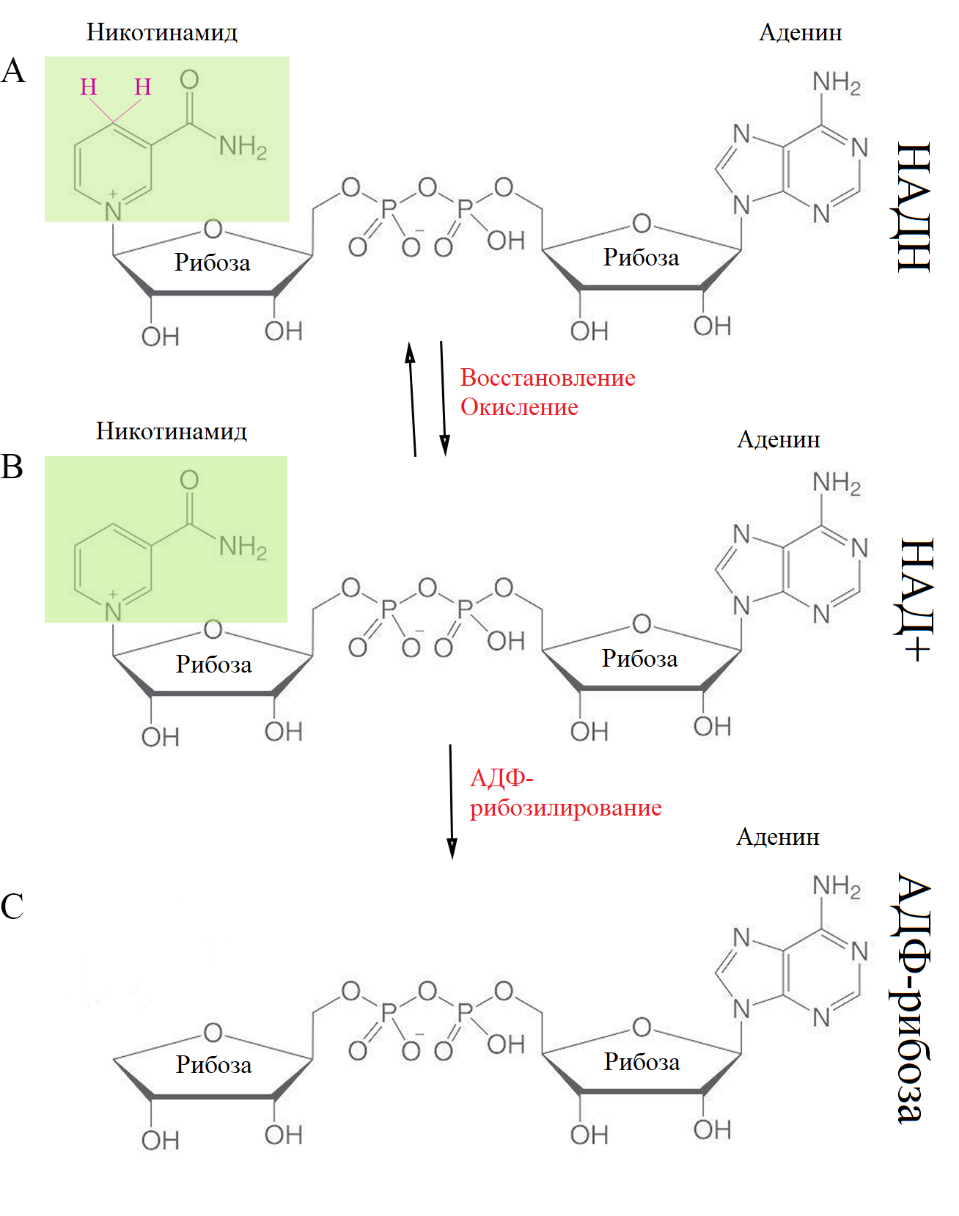 Никотинамид
Аденин
A
H H O
NH2
NH2
N
N
N
N
N+
НАДН
O
O
O
O
P
P
O
O
O−
O
OH
Рибоза
Рибоза
OH
OH
OH
OH
Восстановление
Окисление
Никотинамид
Аденин
B
O
NH2
NH2
N
N
N
N
N+
НАД+
O
O
O
O
P
P
O
O
O−
O
OH
Рибоза
Рибоза
OH
OH
OH
OH
АДФ-
рибозилирование
Аденин
C
NH2
N
N
N
N
АДФ-рибоза
O
O
O
P
P
O
O
O−
O
OH
O
Рибоза
Рибоза
OH
OH
OH
OH